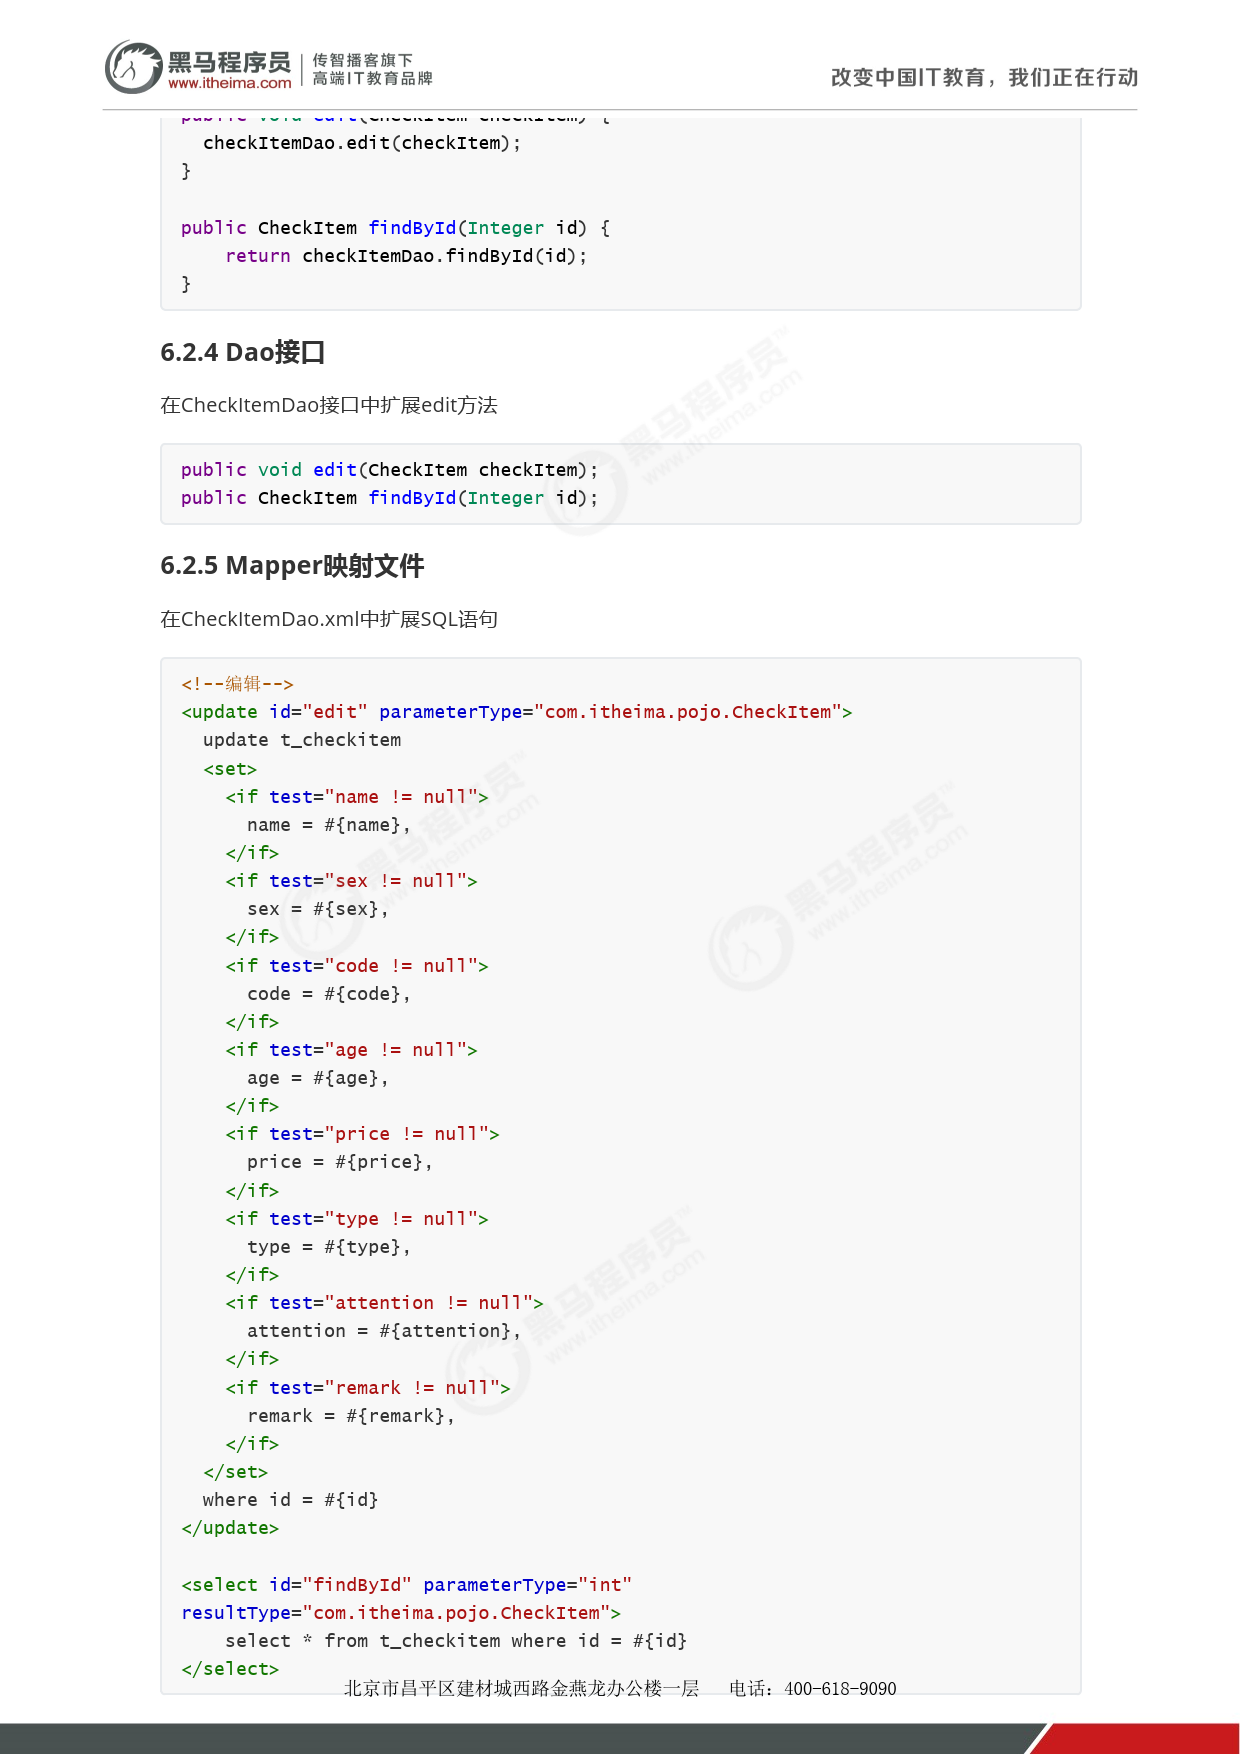 黑马程序员
www.itheima.com
传智播客旗下
高端IT教育品牌
改变中国IT教育，我们正在行动
public void edit(CheckItem checkItem) {
  checkItemDao.edit(checkItem);
}
public CheckItem findById(Integer id) {
    return checkItemDao.findById(id);
}
6.2.4 Dao接口
在CheckItemDao接口中扩展edit方法
public void edit(CheckItem checkItem);
public CheckItem findById(Integer id);
6.2.5 Mapper映射文件
在CheckItemDao.xml中扩展SQL语句
<!--编辑-->
<update id="edit" parameterType="com.itheima.pojo.CheckItem">
  update t_checkitem
  <set>
    <if test="name != null">
      name = #{name},
    </if>
    <if test="sex != null">
      sex = #{sex},
    </if>
    <if test="code != null">
      code = #{code},
    </if>
    <if test="age != null">
      age = #{age},
    </if>
    <if test="price != null">
      price = #{price},
    </if>
    <if test="type != null">
      type = #{type},
    </if>
    <if test="attention != null">
      attention = #{attention},
    </if>
    <if test="remark != null">
      remark = #{remark},
    </if>
  </set>
  where id = #{id}
</update>
<select id="findById" parameterType="int"
resultType="com.itheima.pojo.CheckItem">
    select * from t_checkitem where id = #{id}
</select>
北京市昌平区建材城西路金燕龙办公楼一层 电话：400-618-9090